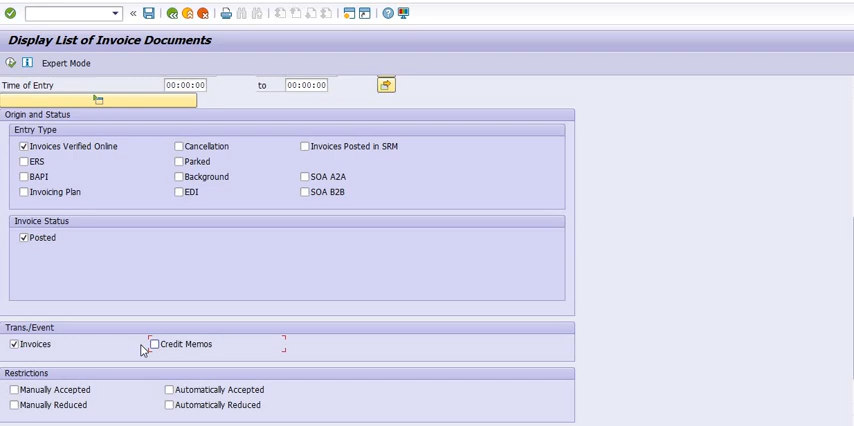 Display List of Invoice Documents
Expert Mode
Time of Entry 00:00:00 to 00:00:00
Origin and Status
Entry Type
Invoices Verified Online Cancellation Invoices Posted in SRM
ERS Parked
BAPI Background SOA A2A
Invoicing Plan EDI SOA B2B
Invoice Status
Posted
Trans./Event
Invoices Credit Memos
Restrictions
Manually Accepted Automatically Accepted
Manually Reduced Automatically Reduced